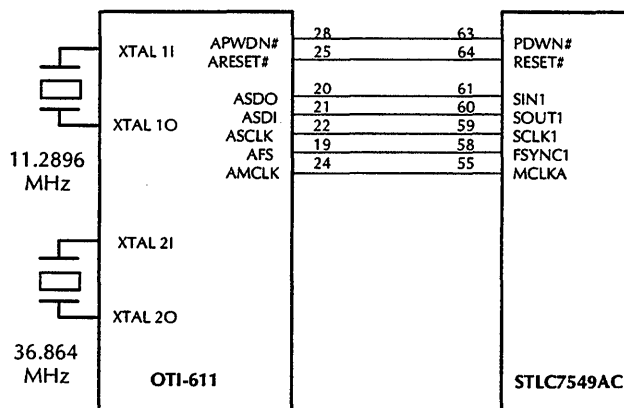 XTAL 1I APWDN# 28 63 PDWN#
ARESET# 25 64 RESET#
ASDO 20 61 SIN1
XTAL 1O ASDI 21 60 SOUT1
ASCLK 22 59 SCLK1
11.2896 AFS 19 58 FSYNC1
MHz AMCLK 24 55 MCLKA
XTAL 2I
XTAL 2O
36.864
MHz OTI-611 STLC7549AC